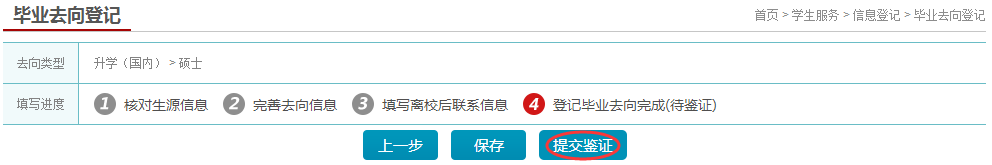 毕业去向登记
首页 > 学生服务 > 信息登记 > 毕业去向登记
去向类型 升学（国内） > 硕士
填写进度 1 核对生源信息 2 完善去向信息 3 填写离校后联系信息 4 登记毕业去向完成(待鉴证)
上一步 保存 提交鉴证